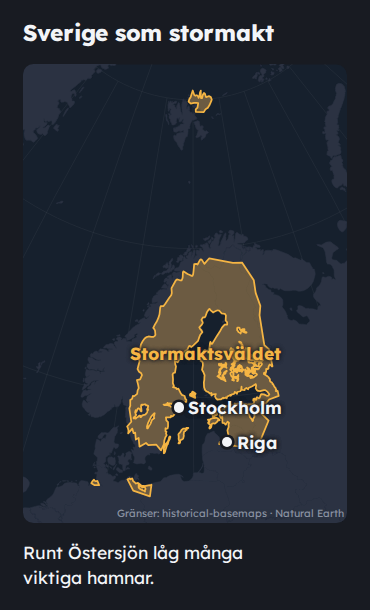 Sverige som stormakt
Stormaktsväldet
Stockholm
Riga
Gränser: historical-basemaps · Natural Earth
Runt Östersjön låg många
viktiga hamnar.